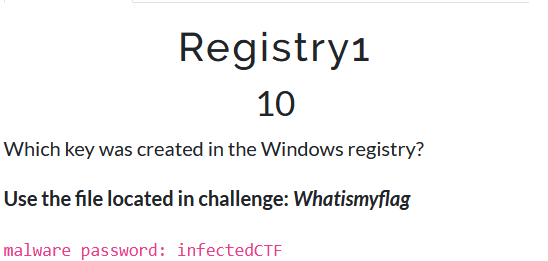 Registry1
10
Which key was created in the Windows registry?
Use the file located in challenge: Whatismyflag
malware password: infectedCTF